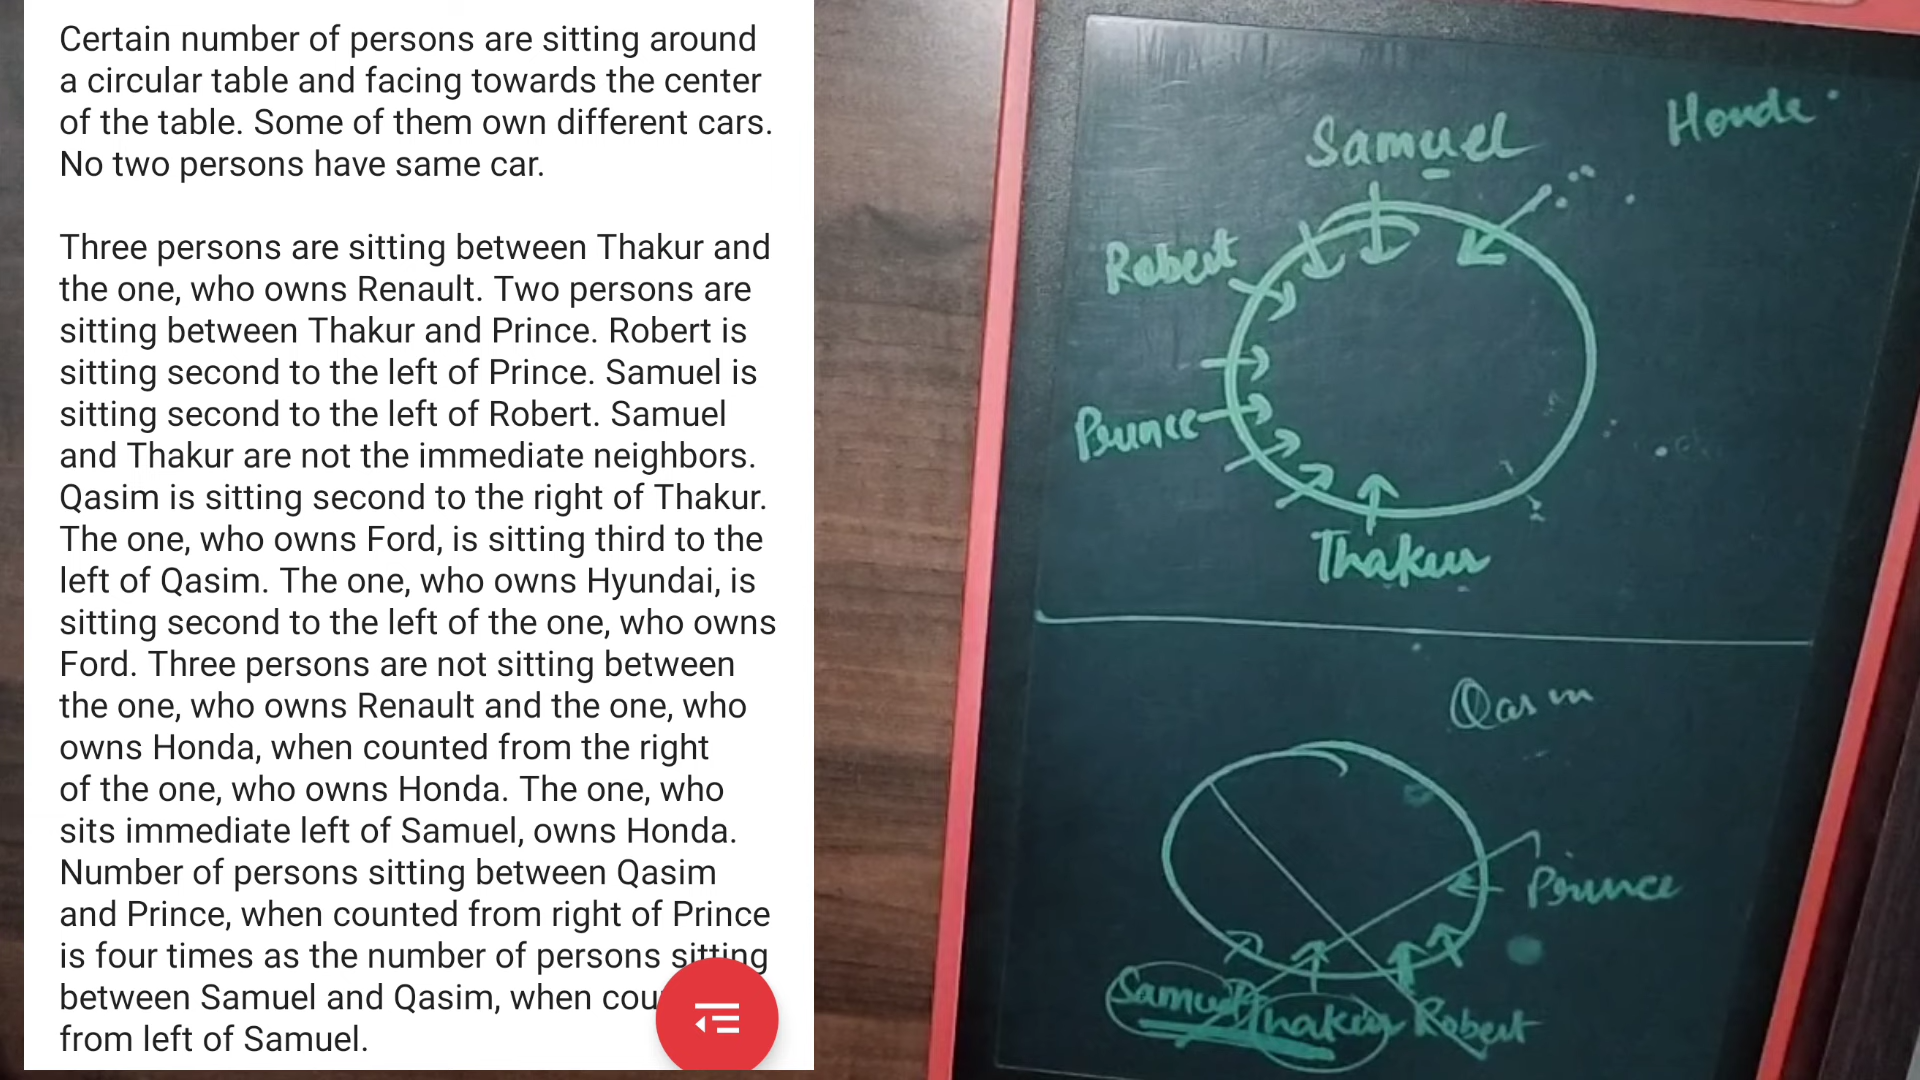 Certain number of persons are sitting around
a circular table and facing towards the center
of the table. Some of them own different cars.
No two persons have same car.
Three persons are sitting between Thakur and
the one, who owns Renault. Two persons are
sitting between Thakur and Prince. Robert is
sitting second to the left of Prince. Samuel is
sitting second to the left of Robert. Samuel
and Thakur are not the immediate neighbors.
Qasim is sitting second to the right of Thakur.
The one, who owns Ford, is sitting third to the
left of Qasim. The one, who owns Hyundai, is
sitting second to the left of the one, who owns
Ford. Three persons are not sitting between
the one, who owns Renault and the one, who
owns Honda, when counted from the right
of the one, who owns Honda. The one, who
sits immediate left of Samuel, owns Honda.
Number of persons sitting between Qasim
and Prince, when counted from right of Prince
is four times as the number of persons sitting
between Samuel and Qasim, when cou
from left of Samuel.
Honda
Samuel
Robert
Prince
Thakur
Qasim
Prince
Samuel Thakur Robert